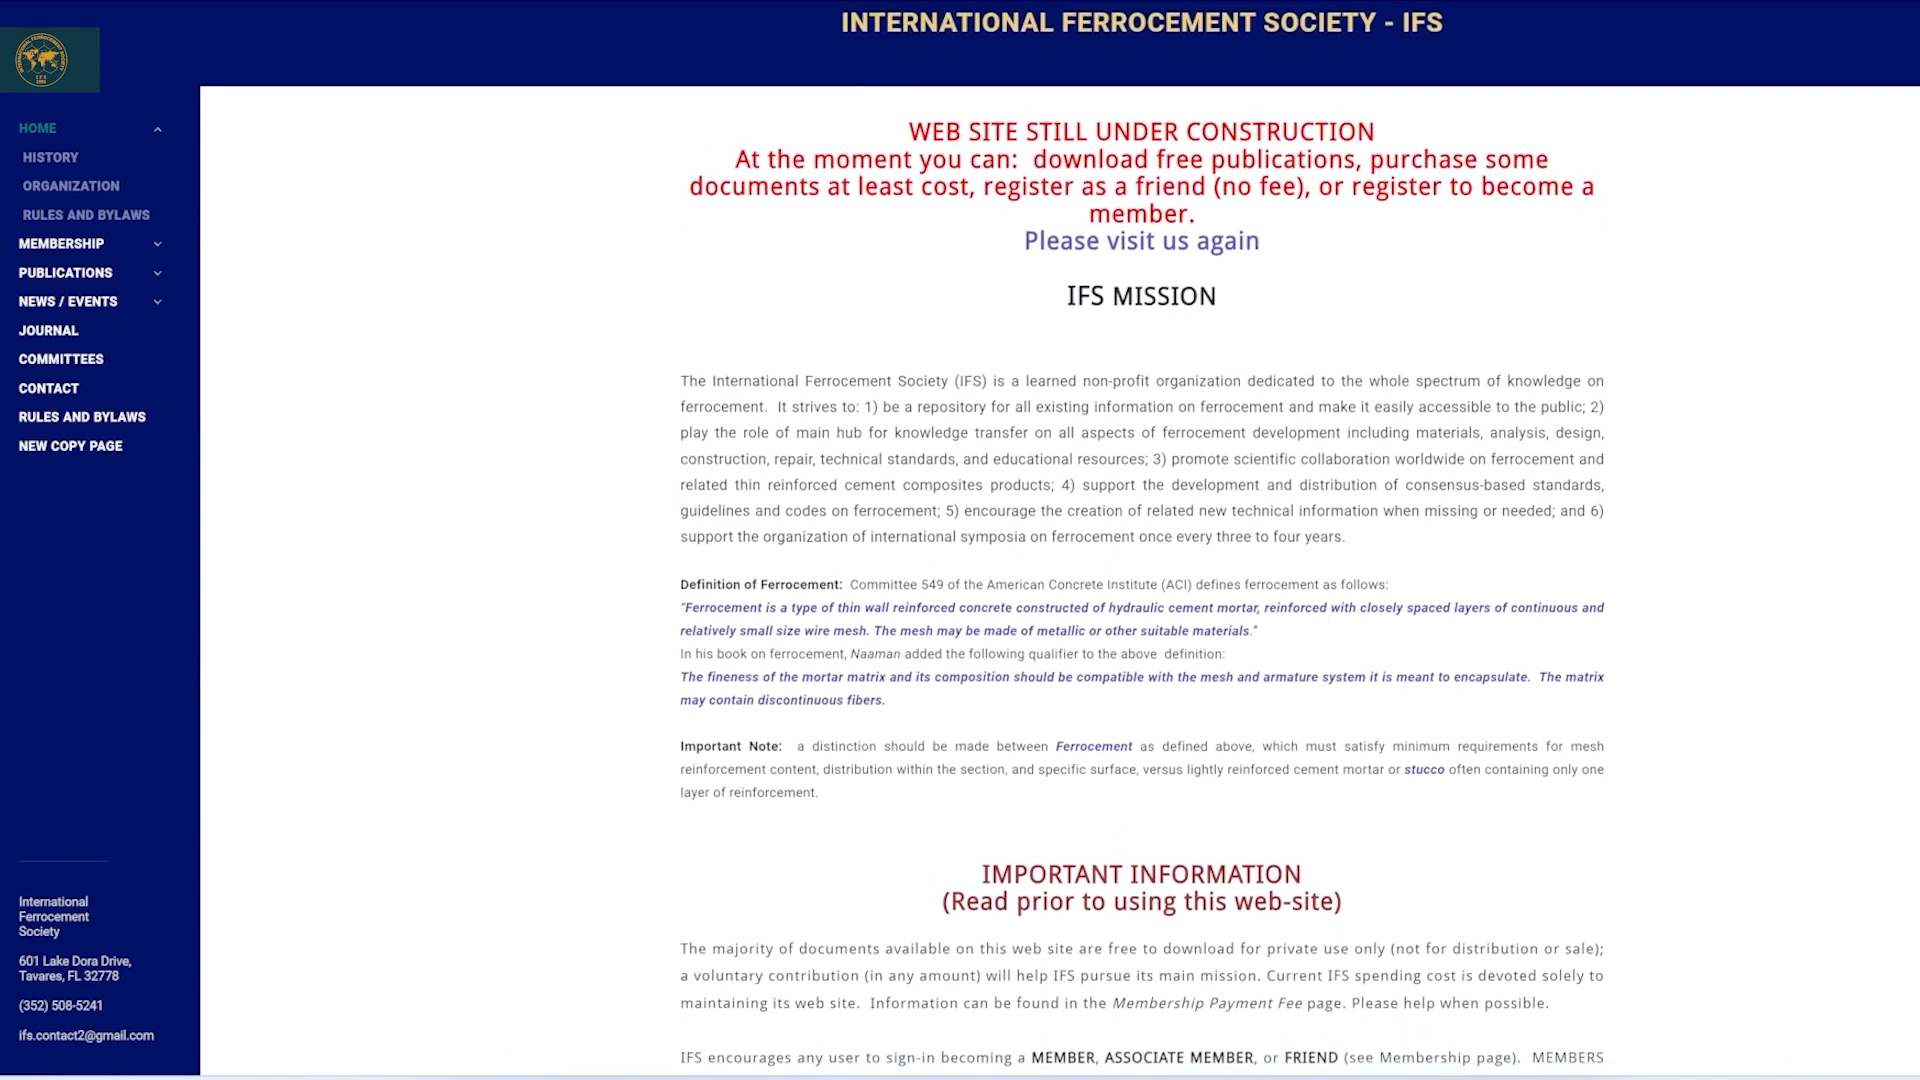 INTERNATIONAL FERROCEMENT SOCIETY - IFS
HOME
HISTORY
ORGANIZATION
RULES AND BYLAWS
MEMBERSHIP
PUBLICATIONS
NEWS / EVENTS
JOURNAL
COMMITTEES
CONTACT
RULES AND BYLAWS
NEW COPY PAGE
International
Ferrocement
Society
601 Lake Dora Drive,
Tavares, FL 32778
(352) 508-5241
ifs.contact2@gmail.com
WEB SITE STILL UNDER CONSTRUCTION
At the moment you can:  download free publications, purchase some
documents at least cost, register as a friend (no fee), or register to become a
member.
Please visit us again
IFS MISSION
The International Ferrocement Society (IFS) is a learned non-profit organization dedicated to the whole spectrum of knowledge on
ferrocement.  It strives to: 1) be a repository for all existing information on ferrocement and make it easily accessible to the public; 2)
play the role of main hub for knowledge transfer on all aspects of ferrocement development including materials, analysis, design,
construction, repair, technical standards, and educational resources; 3) promote scientific collaboration worldwide on ferrocement and
related thin reinforced cement composites products; 4) support the development and distribution of consensus-based standards,
guidelines and codes on ferrocement; 5) encourage the creation of related new technical information when missing or needed; and 6)
support the organization of international symposia on ferrocement once every three to four years.
Definition of Ferrocement:  Committee 549 of the American Concrete Institute (ACI) defines ferrocement as follows:
"Ferrocement is a type of thin wall reinforced concrete constructed of hydraulic cement mortar, reinforced with closely spaced layers of continuous and
relatively small size wire mesh. The mesh may be made of metallic or other suitable materials."
In his book on ferrocement, Naaman added the following qualifier to the above  definition:
The fineness of the mortar matrix and its composition should be compatible with the mesh and armature system it is meant to encapsulate.  The matrix
may contain discontinuous fibers.
Important Note:  a distinction should be made between Ferrocement as defined above, which must satisfy minimum requirements for mesh
reinforcement content, distribution within the section, and specific surface, versus lightly reinforced cement mortar or stucco often containing only one
layer of reinforcement.
IMPORTANT INFORMATION
(Read prior to using this web-site)
The majority of documents available on this web site are free to download for private use only (not for distribution or sale);
a voluntary contribution (in any amount) will help IFS pursue its main mission. Current IFS spending cost is devoted solely to
maintaining its web site.  Information can be found in the Membership Payment Fee page. Please help when possible.
IFS encourages any user to sign-in becoming a MEMBER, ASSOCIATE MEMBER, or FRIEND (see Membership page).  MEMBERS